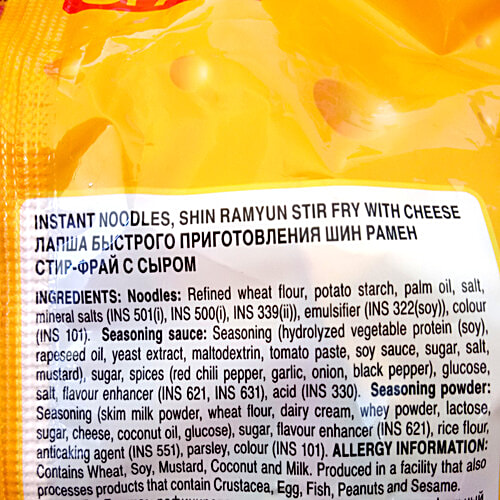 INSTANT NOODLES, SHIN RAMYUN STIR FRY WITH CHEESE
ЛАПША БЫСТРОГО ПРИГОТОВЛЕНИЯ ШИН РАМЕН
СТИР-ФРАЙ С СЫРОМ
INGREDIENTS: Noodles: Refined wheat flour, potato starch, palm oil, salt,
mineral salts (INS 501(i), INS 500(i), INS 339(ii)), emulsifier (INS 322(soy)), colour
(INS 101). Seasoning sauce: Seasoning (hydrolyzed vegetable protein (soy),
rapeseed oil, yeast extract, maltodextrin, tomato paste, soy sauce, sugar, salt,
mustard), sugar, spices (red chili pepper, garlic, onion, black pepper), glucose,
salt, flavour enhancer (INS 621, INS 631), acid (INS 330). Seasoning powder:
Seasoning (skim milk powder, wheat flour, dairy cream, whey powder, lactose,
sugar, cheese, coconut oil, glucose), sugar, flavour enhancer (INS 621), rice flour,
anticaking agent (INS 551), parsley, colour (INS 101). ALLERGY INFORMATION:
Contains Wheat, Soy, Mustard, Coconut and Milk. Produced in a facility that also
processes products that contain Crustacea, Egg, Fish, Peanuts and Sesame.